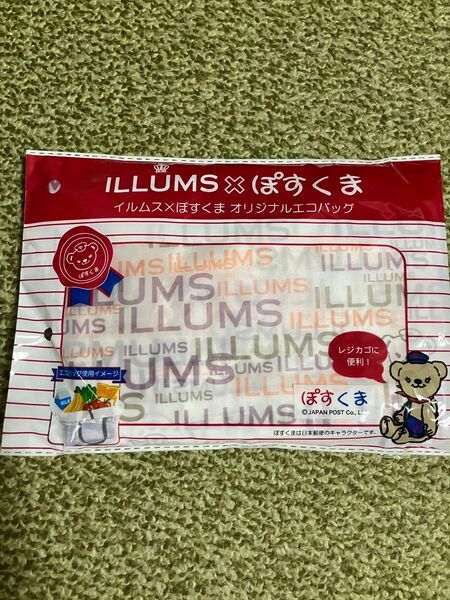 ILLUMS×ぽすくま
イルムス×ぽすくま オリジナルエコバッグ
ぽすくま
ILLUMS
ILLUMS
ILLUMS
ILLUMS
ILLUMS
ILLUMS
ILLUMS
ILLUMS
ILLUMS
ILLUMS
レジカゴに
便利!
エコバッグ使用イメージ
MILK
ぽすくま
©JAPAN POST Co., Ltd.
ぽすくまは日本郵便のキャラクターです。